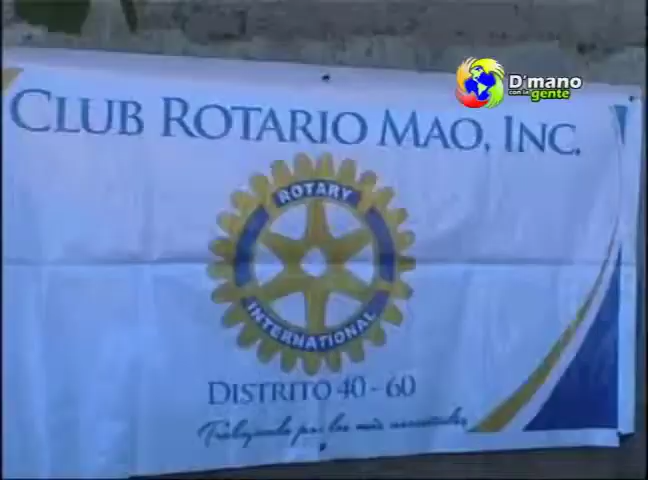 D'mano
con la
gente
CLUB ROTARIO MAO, INC.
ROTARY
INTERNATIONAL
DISTRITO 40 - 60
Trabajando por los más necesitados